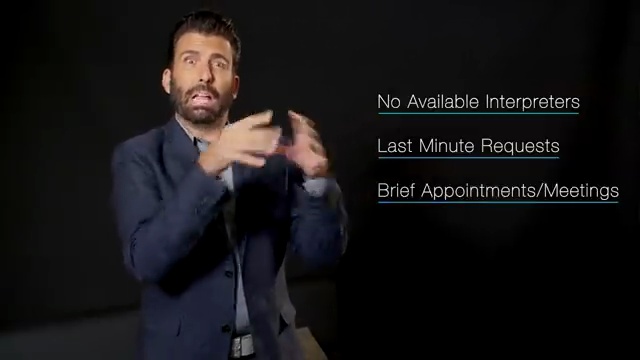 No Available Interpreters
Last Minute Requests
Brief Appointments/Meetings